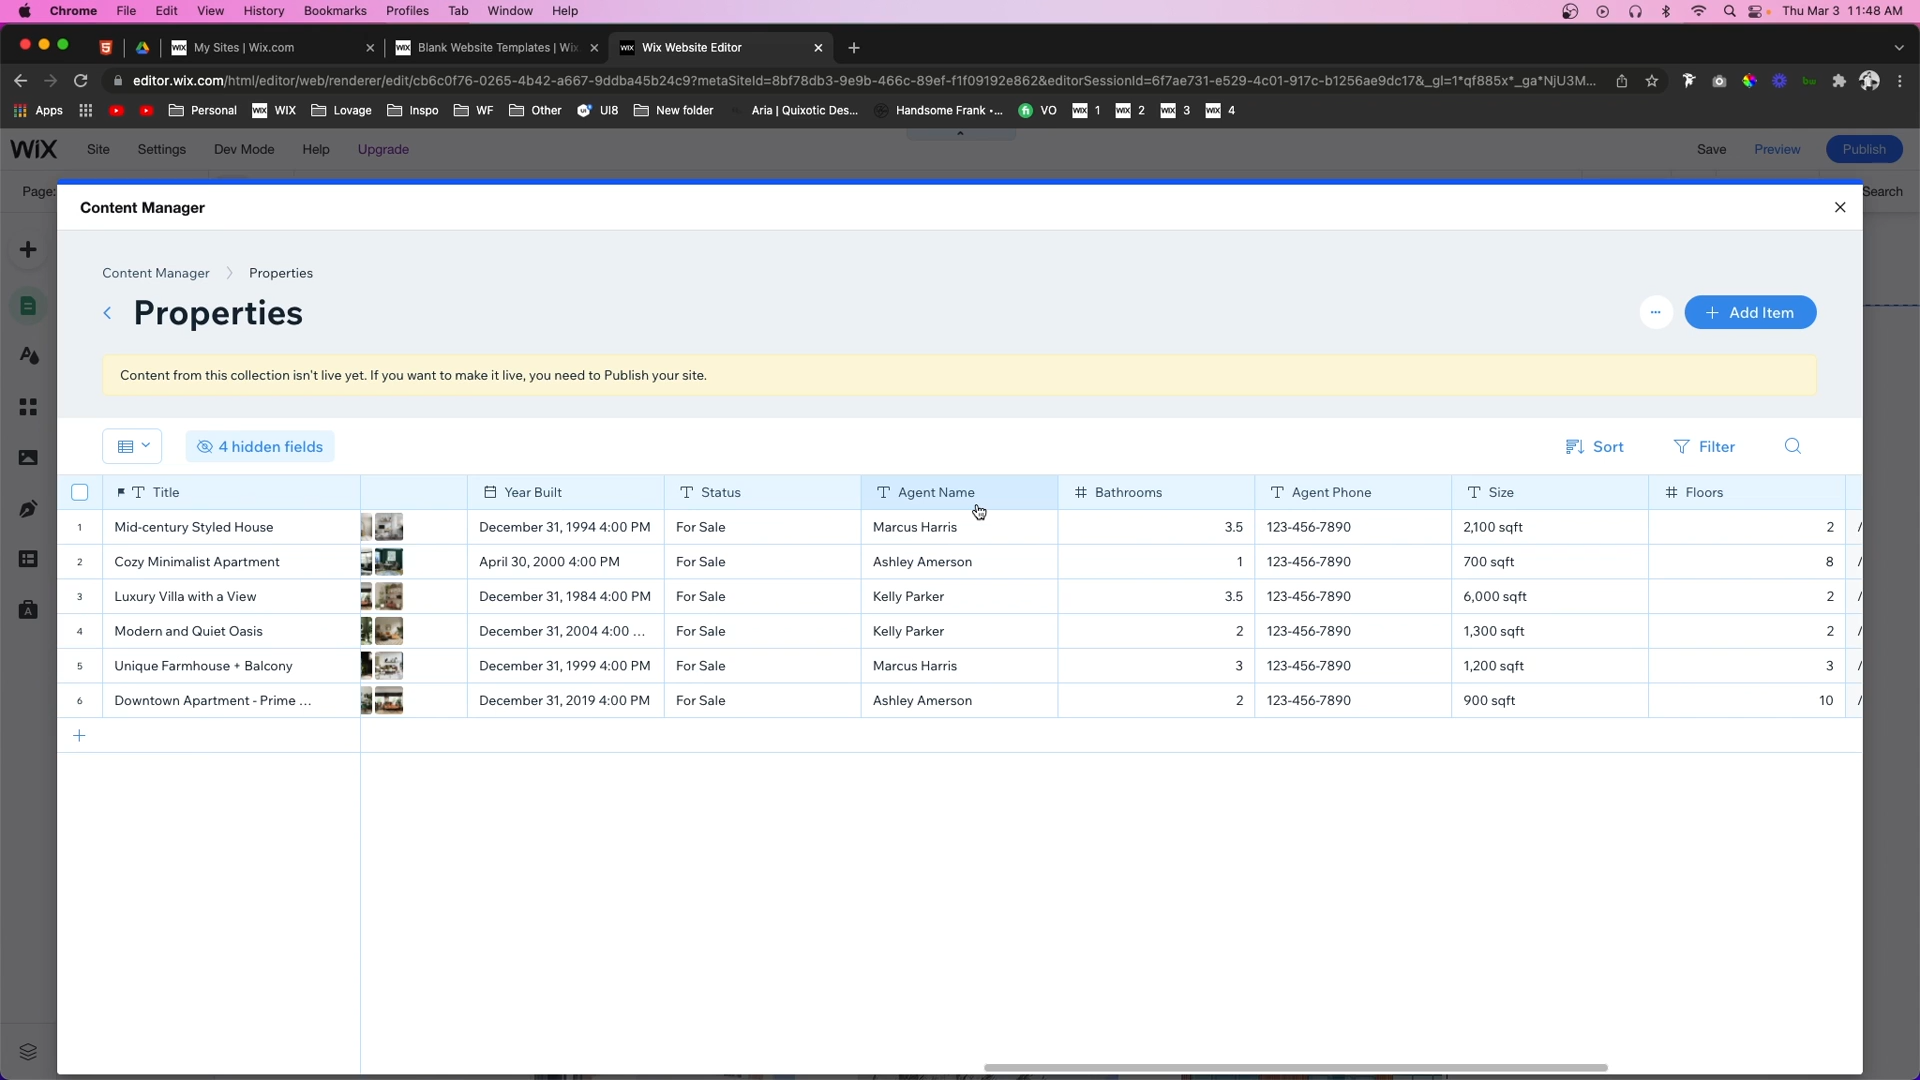 Chrome File Edit View History Bookmarks Profiles Tab Window Help Thu Mar 3 11:48 AM
WiX My Sites | Wix.com WiX Blank Website Templates | Wix WiX Wix Website Editor
editor.wix.com/html/editor/web/renderer/edit/cb6c0f76-0265-4b42-a667-9ddba45b24c9?metaSiteId=8bf78db3-9e9b-466c-89ef-f1f09192e862&editorSessionId=6f7ae731-e529-4c01-917c-b1256ae9dc17&_gl=1*qf885x*_ga*NjU3M...
Apps Personal WiX WIX Lovage Inspo WF Other UI8 New folder Aria | Quixotic Des... Handsome Frank •... VO WiX 1 WiX 2 WiX 3 WiX 4
WiX Site Settings Dev Mode Help Upgrade Save Preview Publish
Page: Search
Content Manager
Content Manager Properties
Properties
Add Item
Content from this collection isn't live yet. If you want to make it live, you need to Publish your site.
4 hidden fields Sort Filter
Title Year Built Status Agent Name # Bathrooms Agent Phone Size # Floors
1 Mid-century Styled House December 31, 1994 4:00 PM For Sale Marcus Harris 3.5 123-456-7890 2,100 sqft 2 /
2 Cozy Minimalist Apartment April 30, 2000 4:00 PM For Sale Ashley Amerson 1 123-456-7890 700 sqft 8 /
3 Luxury Villa with a View December 31, 1984 4:00 PM For Sale Kelly Parker 3.5 123-456-7890 6,000 sqft 2 /
4 Modern and Quiet Oasis December 31, 2004 4:00 ... For Sale Kelly Parker 2 123-456-7890 1,300 sqft 2 /
5 Unique Farmhouse + Balcony December 31, 1999 4:00 PM For Sale Marcus Harris 3 123-456-7890 1,200 sqft 3 /
6 Downtown Apartment - Prime ... December 31, 2019 4:00 PM For Sale Ashley Amerson 2 123-456-7890 900 sqft 10 /